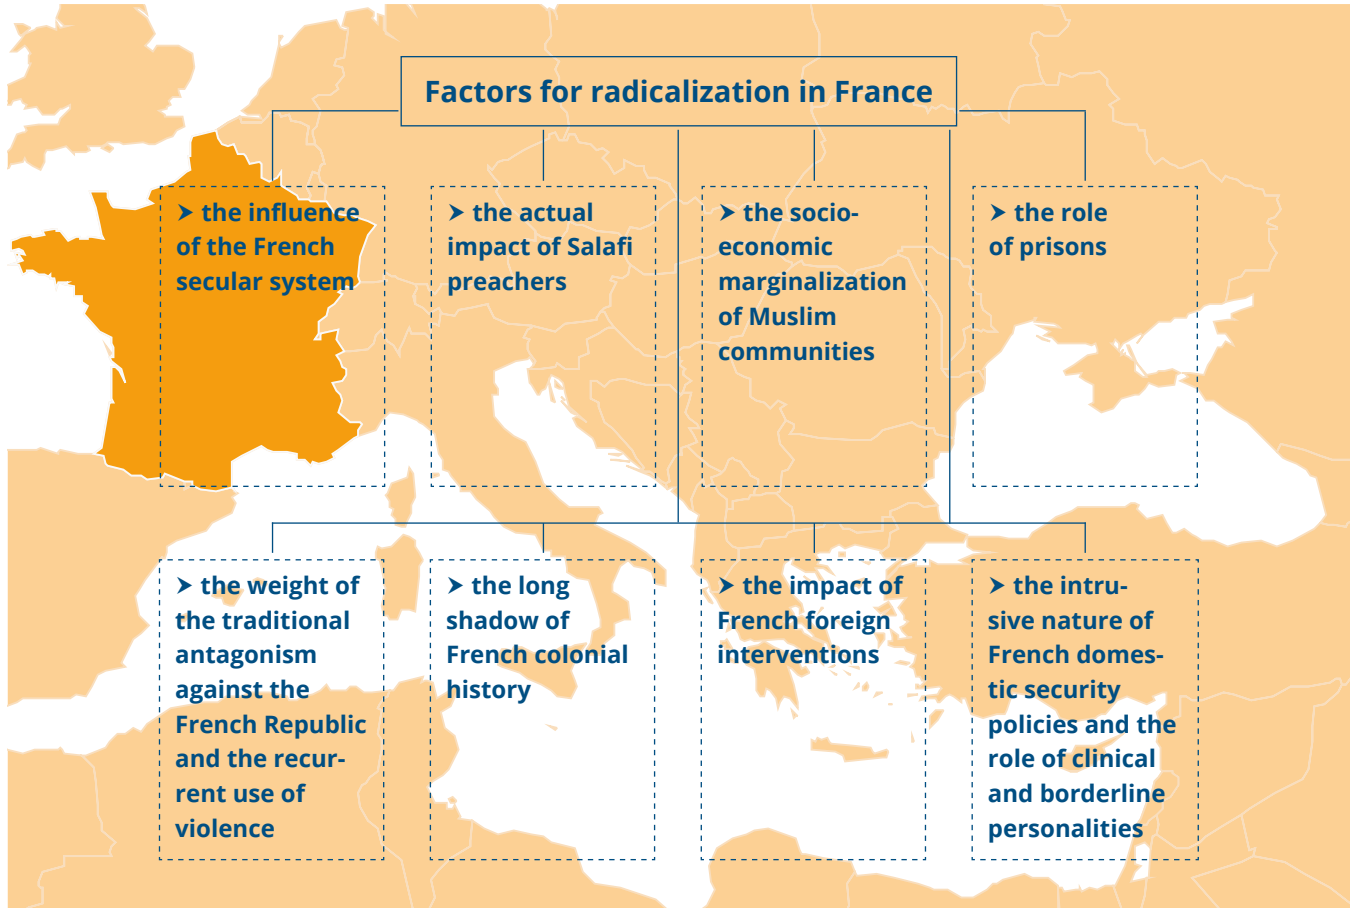 Factors for radicalization in France
➤ the influence
of the French
secular system
➤ the actual
impact of Salafi
preachers
➤ the socio-
economic
marginalization
of Muslim
communities
➤ the role
of prisons
➤ the weight of
the traditional
antagonism
against the
French Republic
and the recur-
rent use of
violence
➤ the long
shadow of
French colonial
history
➤ the impact of
French foreign
interventions
➤ the intru-
sive nature of
French domes-
tic security
policies and the
role of clinical
and borderline
personalities